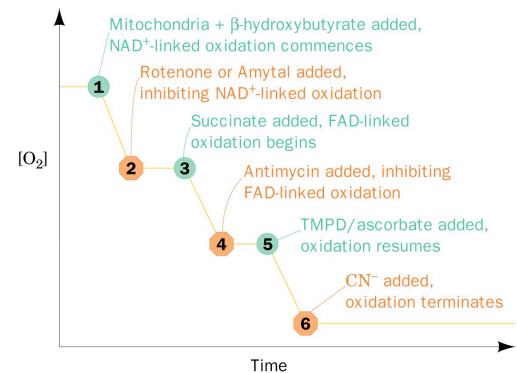 Mitochondria + β-hydroxybutyrate added,
NAD⁺-linked oxidation commences
1
Rotenone or Amytal added,
inhibiting NAD⁺-linked oxidation
2
Succinate added, FAD-linked
oxidation begins
3
[O₂]
Antimycin added, inhibiting
FAD-linked oxidation
4
TMPD/ascorbate added,
oxidation resumes
5
CN⁻ added,
oxidation terminates
6
Time